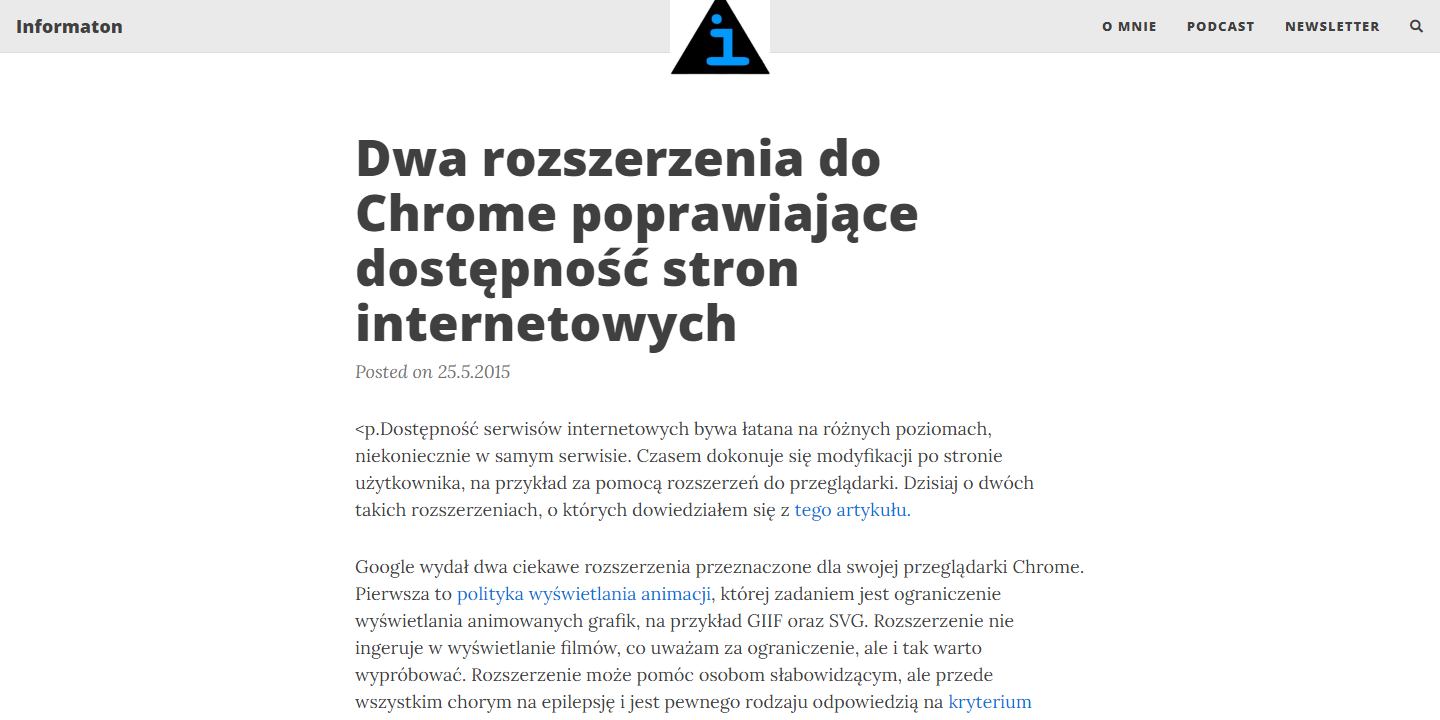 Informaton
i
O MNIE
PODCAST
NEWSLETTER
Dwa rozszerzenia do
Chrome poprawiające
dostępność stron
internetowych
Posted on 25.5.2015
<p.Dostępność serwisów internetowych bywa łatana na różnych poziomach,
niekoniecznie w samym serwisie. Czasem dokonuje się modyfikacji po stronie
użytkownika, na przykład za pomocą rozszerzeń do przeglądarki. Dzisiaj o dwóch
takich rozszerzeniach, o których dowiedziałem się z tego artykułu.
Google wydał dwa ciekawe rozszerzenia przeznaczone dla swojej przeglądarki Chrome.
Pierwsza to polityka wyświetlania animacji, której zadaniem jest ograniczenie
wyświetlania animowanych grafik, na przykład GIIF oraz SVG. Rozszerzenie nie
ingeruje w wyświetlanie filmów, co uważam za ograniczenie, ale i tak warto
wypróbować. Rozszerzenie może pomóc osobom słabowidzącym, ale przede
wszystkim chorym na epilepsję i jest pewnego rodzaju odpowiedzią na kryterium